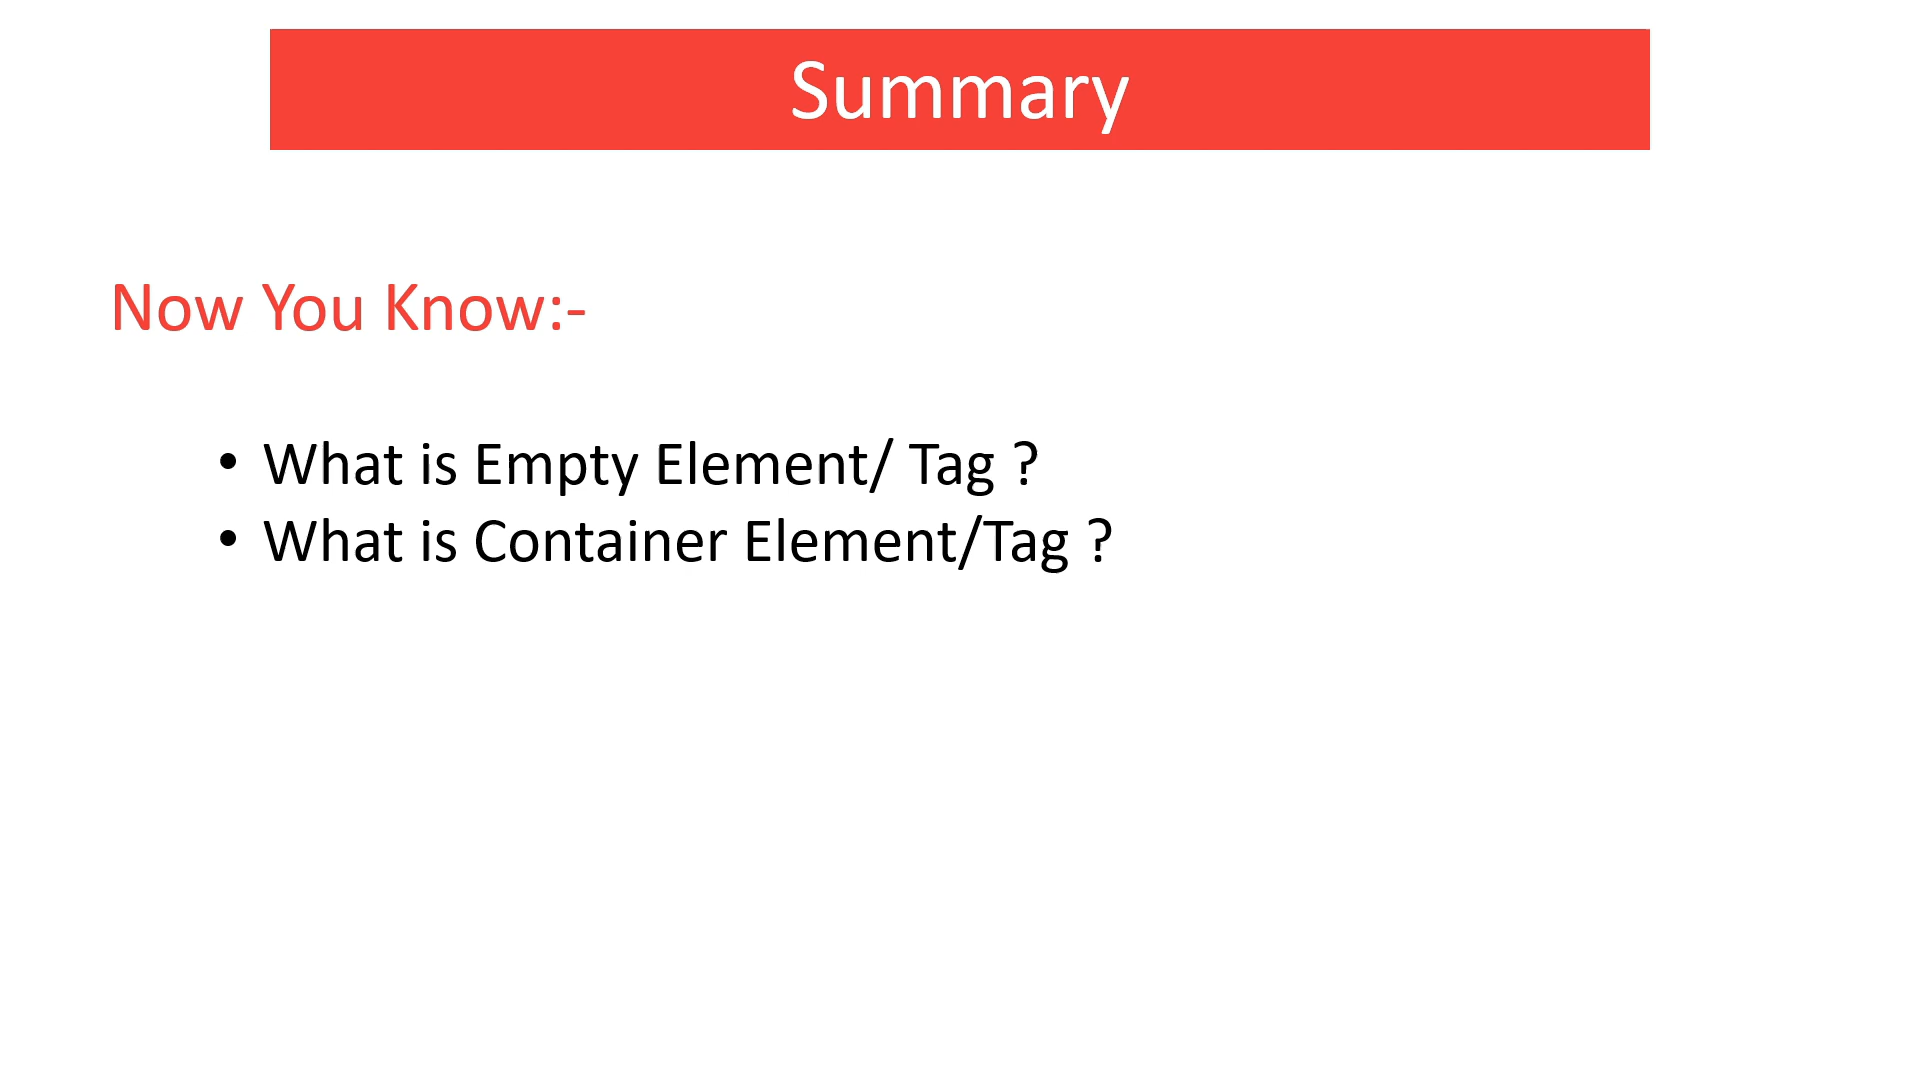 Summary
Now You Know:-
• What is Empty Element/ Tag ?
• What is Container Element/Tag ?